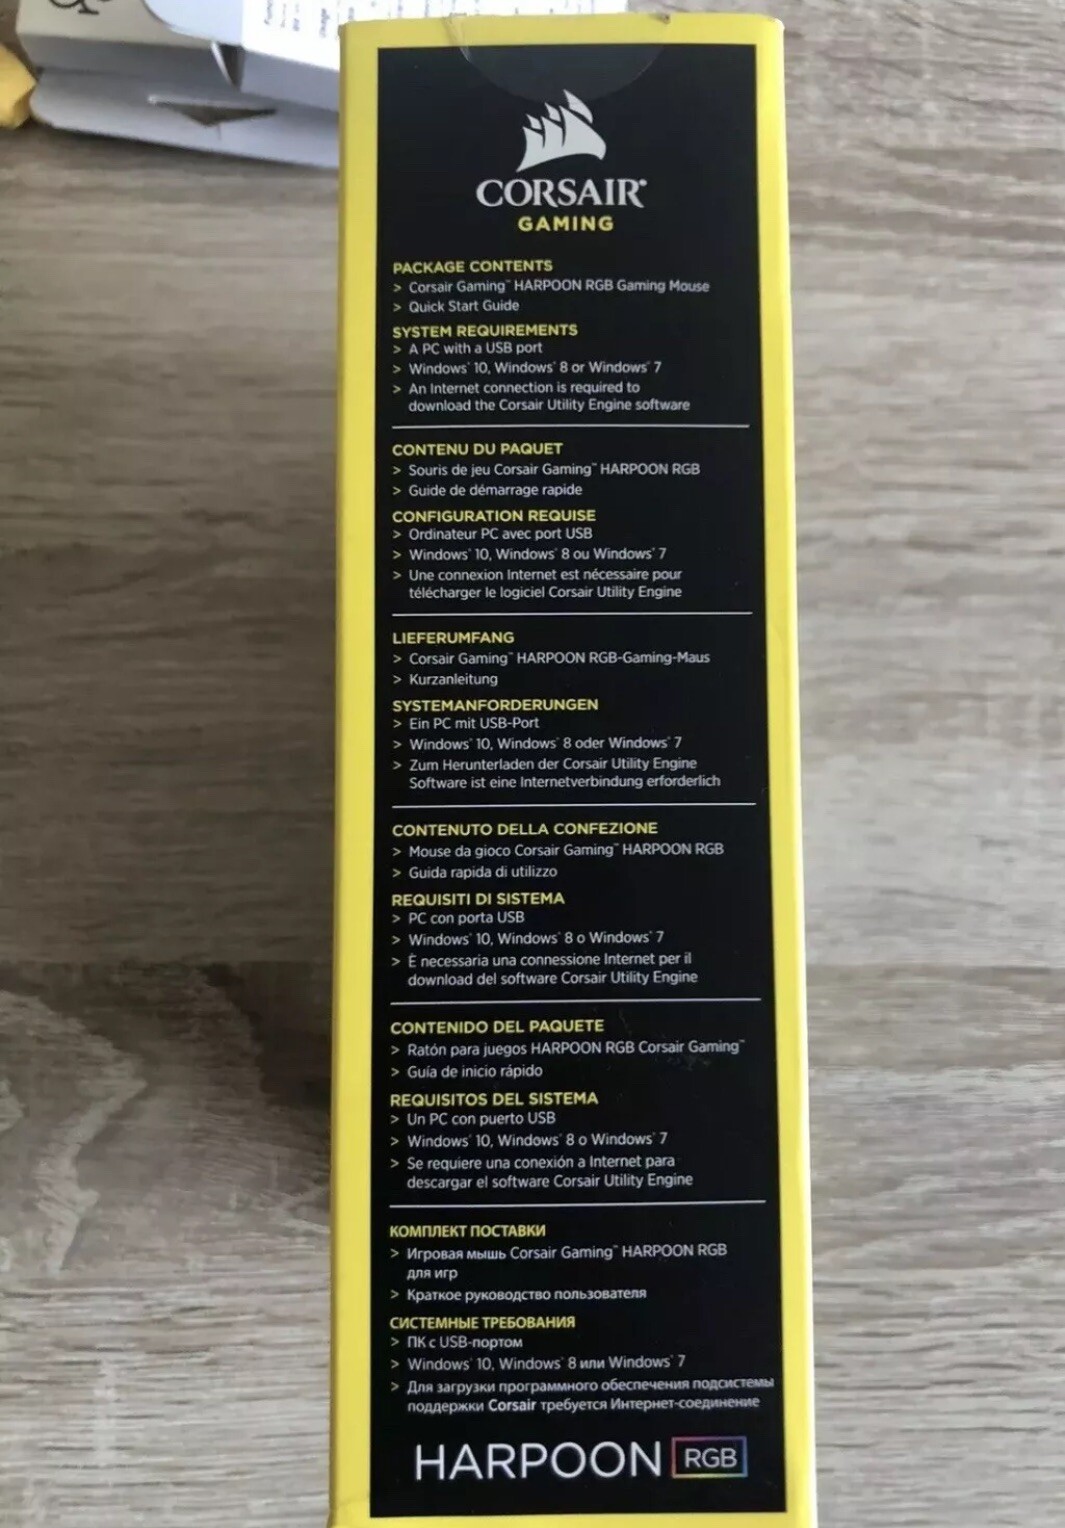 CORSAIR
GAMING
PACKAGE CONTENTS
> Corsair Gaming™ HARPOON RGB Gaming Mouse
> Quick Start Guide
SYSTEM REQUIREMENTS
> A PC with a USB port
> Windows® 10, Windows® 8 or Windows® 7
> An Internet connection is required to
download the Corsair Utility Engine software
CONTENU DU PAQUET
> Souris de jeu Corsair Gaming™ HARPOON RGB
> Guide de démarrage rapide
CONFIGURATION REQUISE
> Ordinateur PC avec port USB
> Windows® 10, Windows® 8 ou Windows® 7
> Une connexion Internet est nécessaire pour
télécharger le logiciel Corsair Utility Engine
LIEFERUMFANG
> Corsair Gaming™ HARPOON RGB-Gaming-Maus
> Kurzanleitung
SYSTEMANFORDERUNGEN
> Ein PC mit USB-Port
> Windows® 10, Windows® 8 oder Windows® 7
> Zum Herunterladen der Corsair Utility Engine
Software ist eine Internetverbindung erforderlich
CONTENUTO DELLA CONFEZIONE
> Mouse da gioco Corsair Gaming™ HARPOON RGB
> Guida rapida di utilizzo
REQUISITI DI SISTEMA
> PC con porta USB
> Windows® 10, Windows® 8 o Windows® 7
> È necessaria una connessione Internet per il
download del software Corsair Utility Engine
CONTENIDO DEL PAQUETE
> Ratón para juegos HARPOON RGB Corsair Gaming™
> Guía de inicio rápido
REQUISITOS DEL SISTEMA
> Un PC con puerto USB
> Windows® 10, Windows® 8 o Windows® 7
> Se requiere una conexión a Internet para
descargar el software Corsair Utility Engine
КОМПЛЕКТ ПОСТАВКИ
> Игровая мышь Corsair Gaming™ HARPOON RGB
для игр
> Краткое руководство пользователя
СИСТЕМНЫЕ ТРЕБОВАНИЯ
> ПК с USB-портом
> Windows® 10, Windows® 8 или Windows® 7
> Для загрузки программного обеспечения подсистемы
поддержки Corsair требуется Интернет-соединение
HARPOON RGB